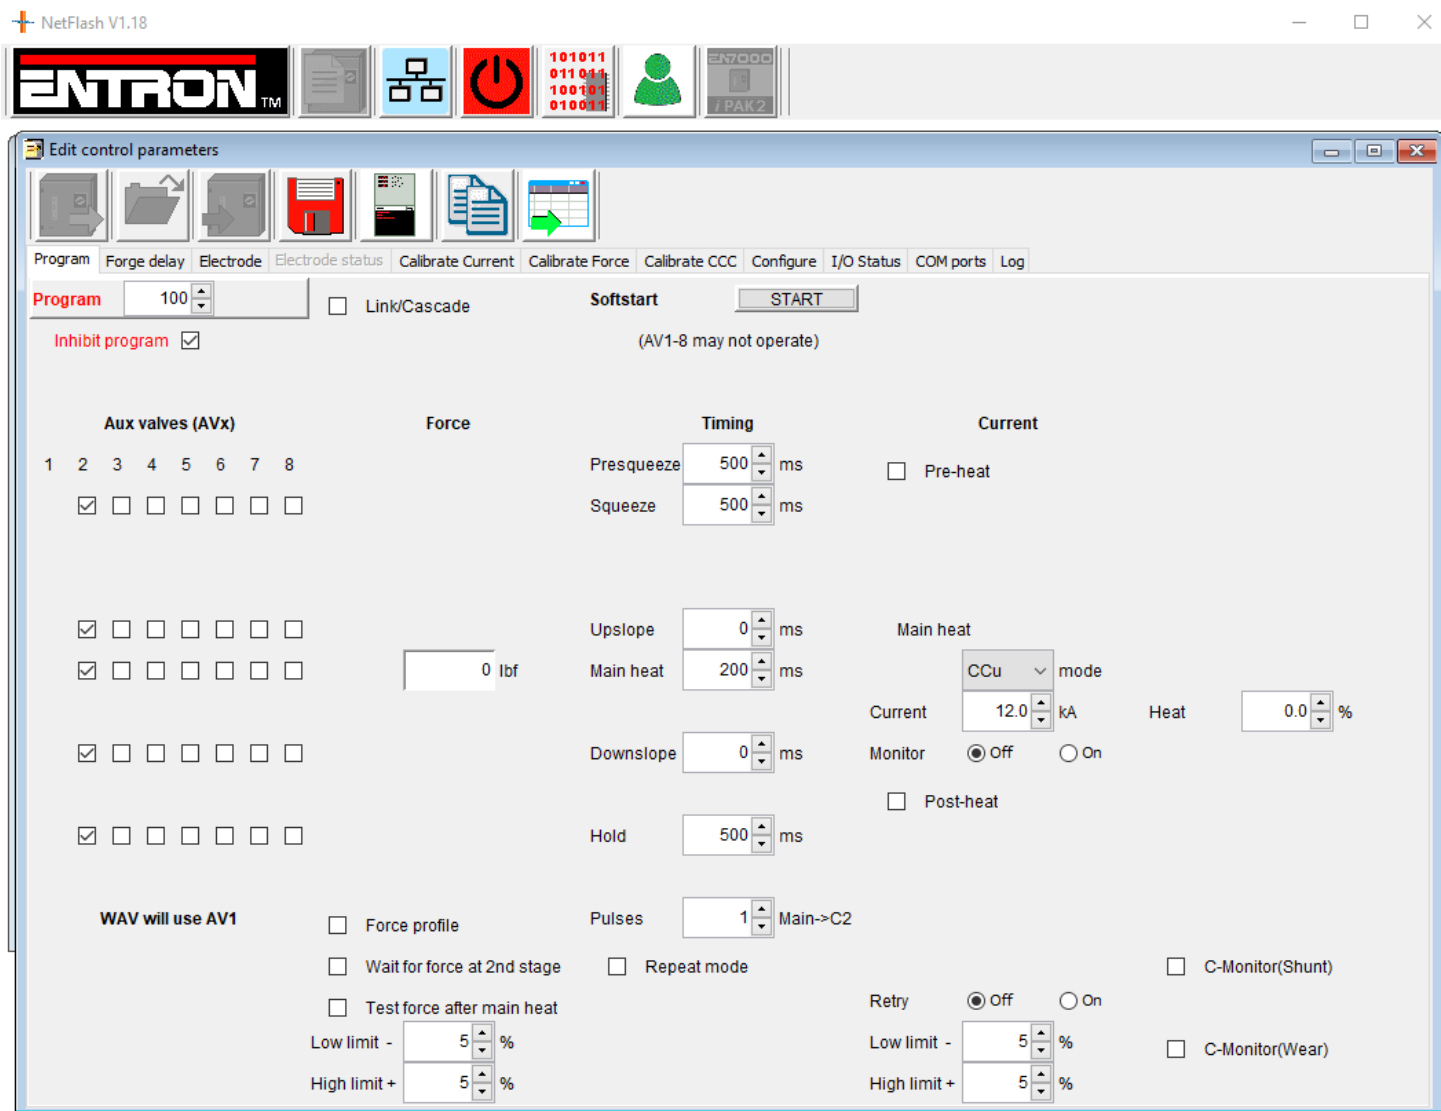 NetFlash V1.18
ENTRON TM
101011
011011
100101
010011
EN7000
i PAK2
Edit control parameters
Program Forge delay Electrode Electrode status Calibrate Current Calibrate Force Calibrate CCC Configure I/O Status COM ports Log
Program 100 Link/Cascade Softstart START
Inhibit program (AV1-8 may not operate)
Aux valves (AVx) Force Timing Current
1 2 3 4 5 6 7 8 Presqueeze 500 ms Pre-heat
Squeeze 500 ms
Upslope 0 ms Main heat
0 lbf Main heat 200 ms CCu mode
Current 12.0 kA Heat 0.0 %
Downslope 0 ms Monitor Off On
Post-heat
Hold 500 ms
WAV will use AV1 Force profile Pulses 1 Main->C2
Wait for force at 2nd stage Repeat mode C-Monitor(Shunt)
Test force after main heat Retry Off On
Low limit - 5 % Low limit - 5 % C-Monitor(Wear)
High limit + 5 % High limit + 5 %